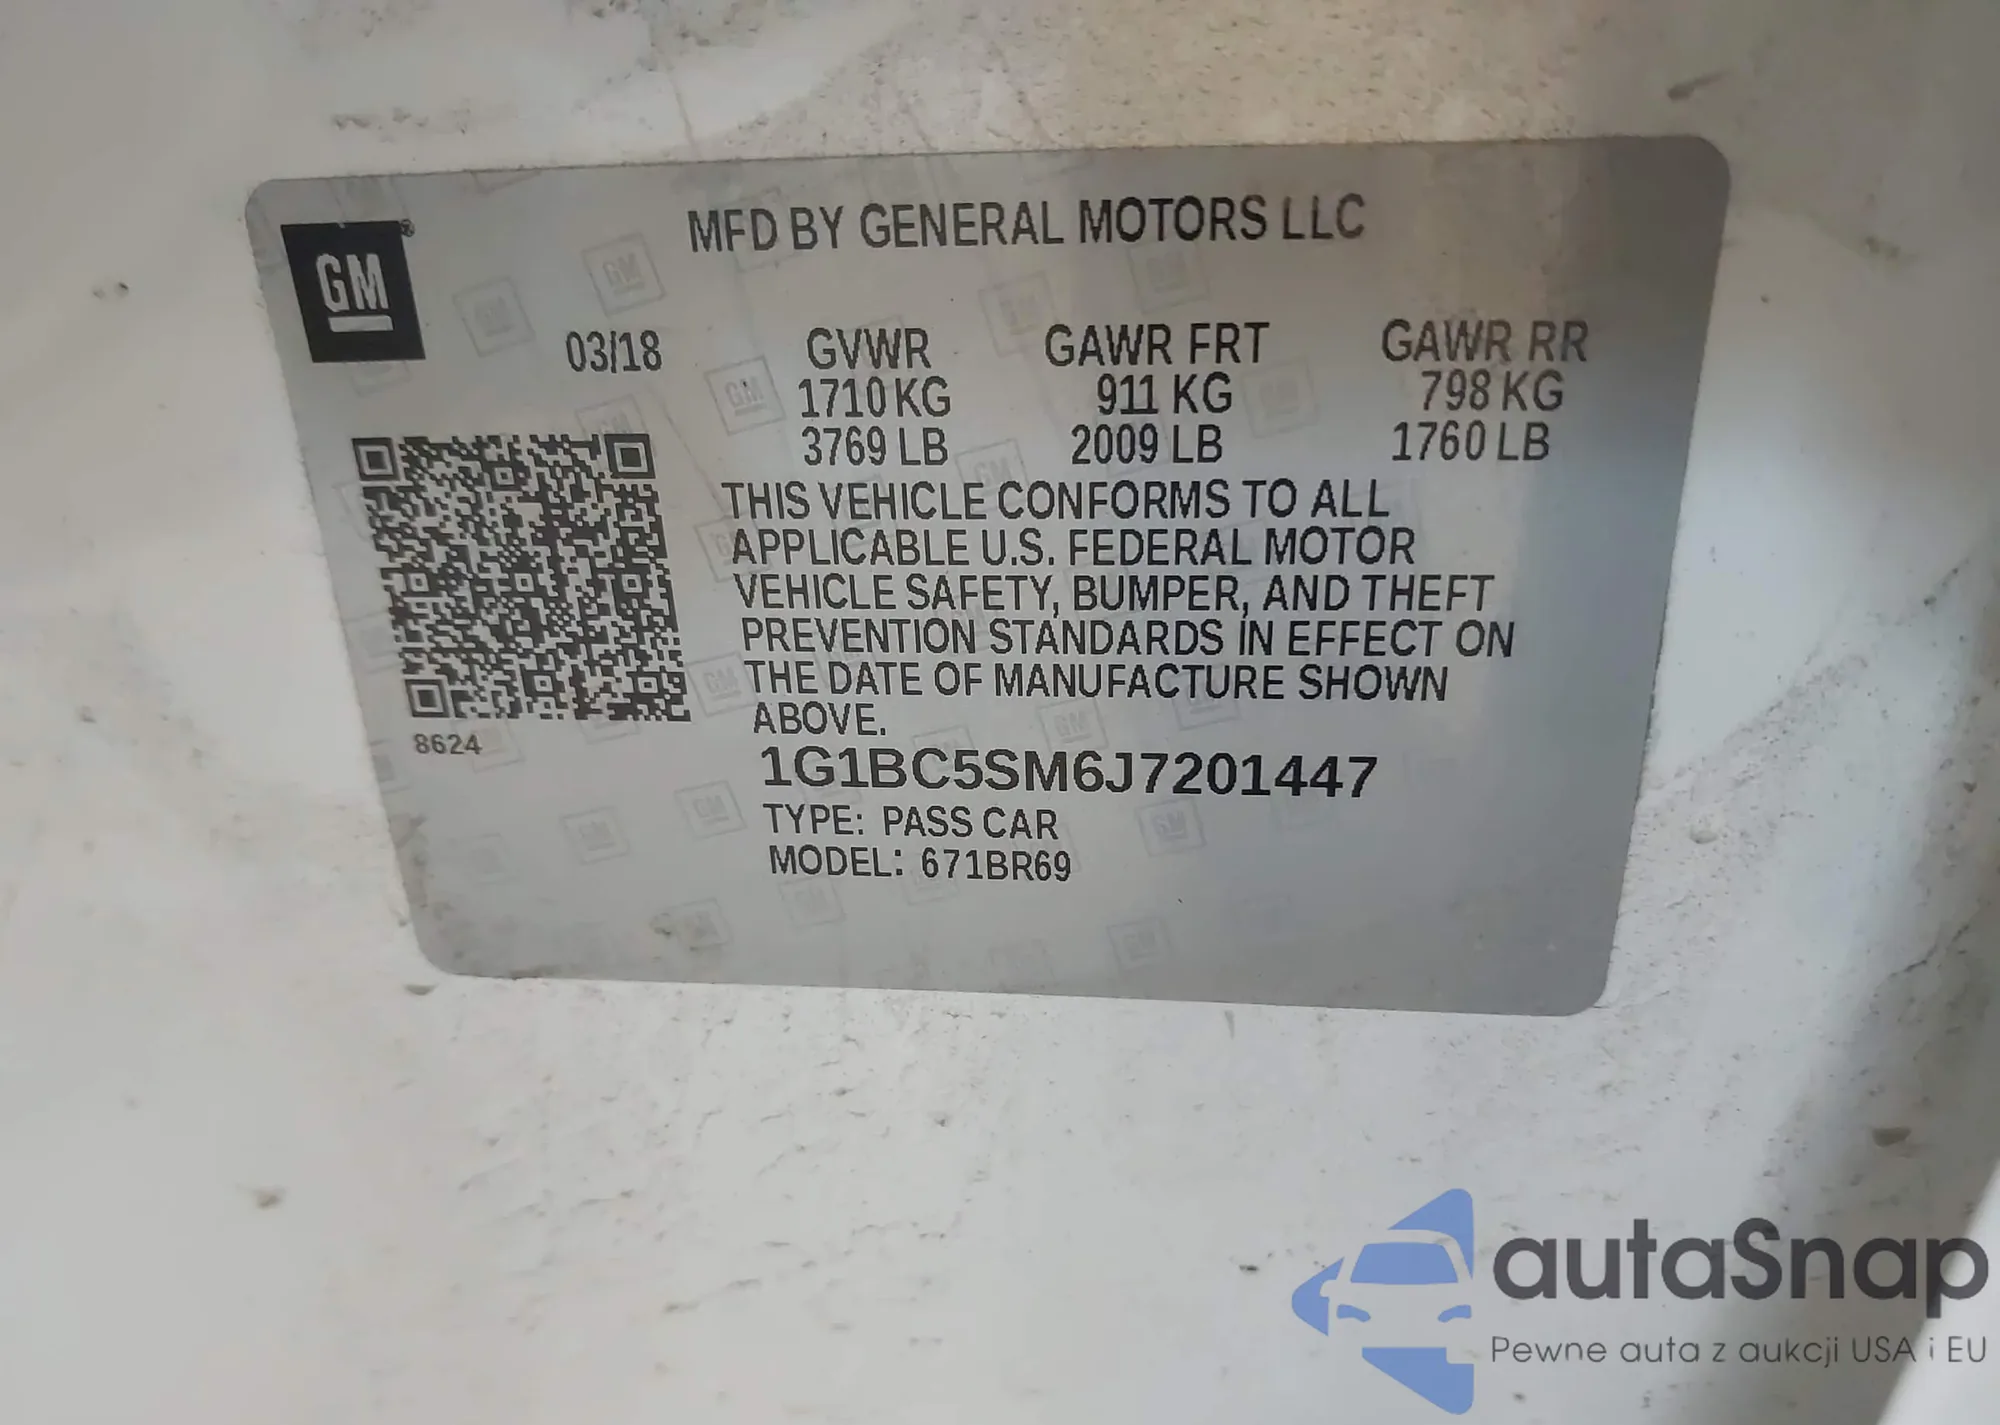 MFD BY GENERAL MOTORS LLC
GM®
03/18 GVWR GAWR FRT GAWR RR
1710 KG 911 KG 798 KG
3769 LB 2009 LB 1760 LB
THIS VEHICLE CONFORMS TO ALL
APPLICABLE U.S. FEDERAL MOTOR
VEHICLE SAFETY, BUMPER, AND THEFT
PREVENTION STANDARDS IN EFFECT ON
THE DATE OF MANUFACTURE SHOWN
ABOVE.
8624
1G1BC5SM6J7201447
TYPE: PASS CAR
MODEL: 671BR69
autaSnap
Pewne auta z aukcji USA i EU